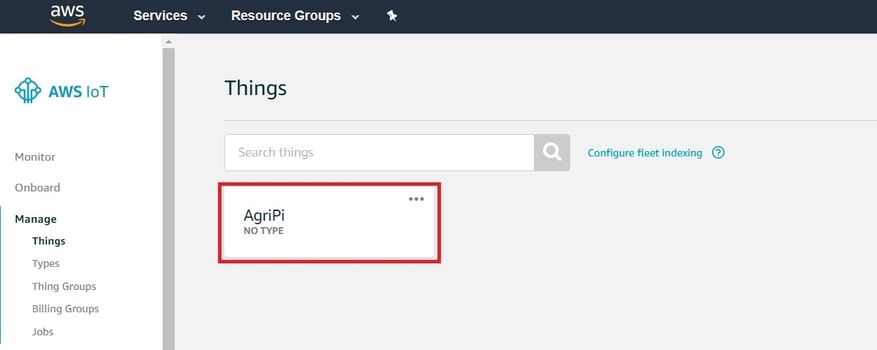 aws
Services
Resource Groups
AWS IoT
Monitor
Onboard
Manage
Things
Types
Thing Groups
Billing Groups
Jobs
Things
Search things
Configure fleet indexing ?
AgriPi
NO TYPE